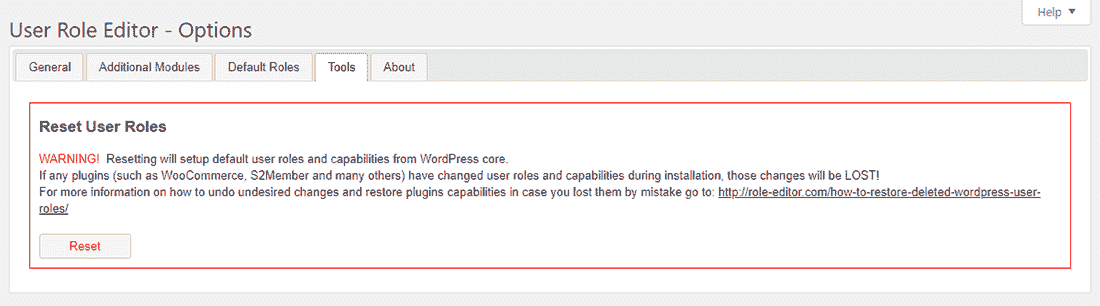 Help
User Role Editor - Options
General
Additional Modules
Default Roles
Tools
About
Reset User Roles
WARNING! Resetting will setup default user roles and capabilities from WordPress core.
If any plugins (such as WooCommerce, S2Member and many others) have changed user roles and capabilities during installation, those changes will be LOST!
For more information on how to undo undesired changes and restore plugins capabilities in case you lost them by mistake go to: http://role-editor.com/how-to-restore-deleted-wordpress-user-
roles/
Reset